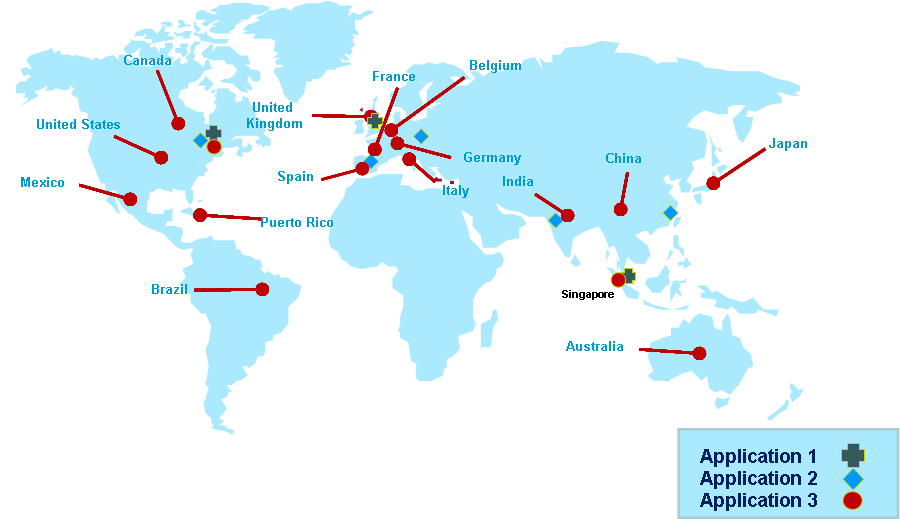 Canada
France
Belgium
United
Kingdom
United States
Germany
China
Japan
Mexico
Spain
Italy
India
Puerto Rico
Brazil
Singapore
Australia
Application 1
Application 2
Application 3